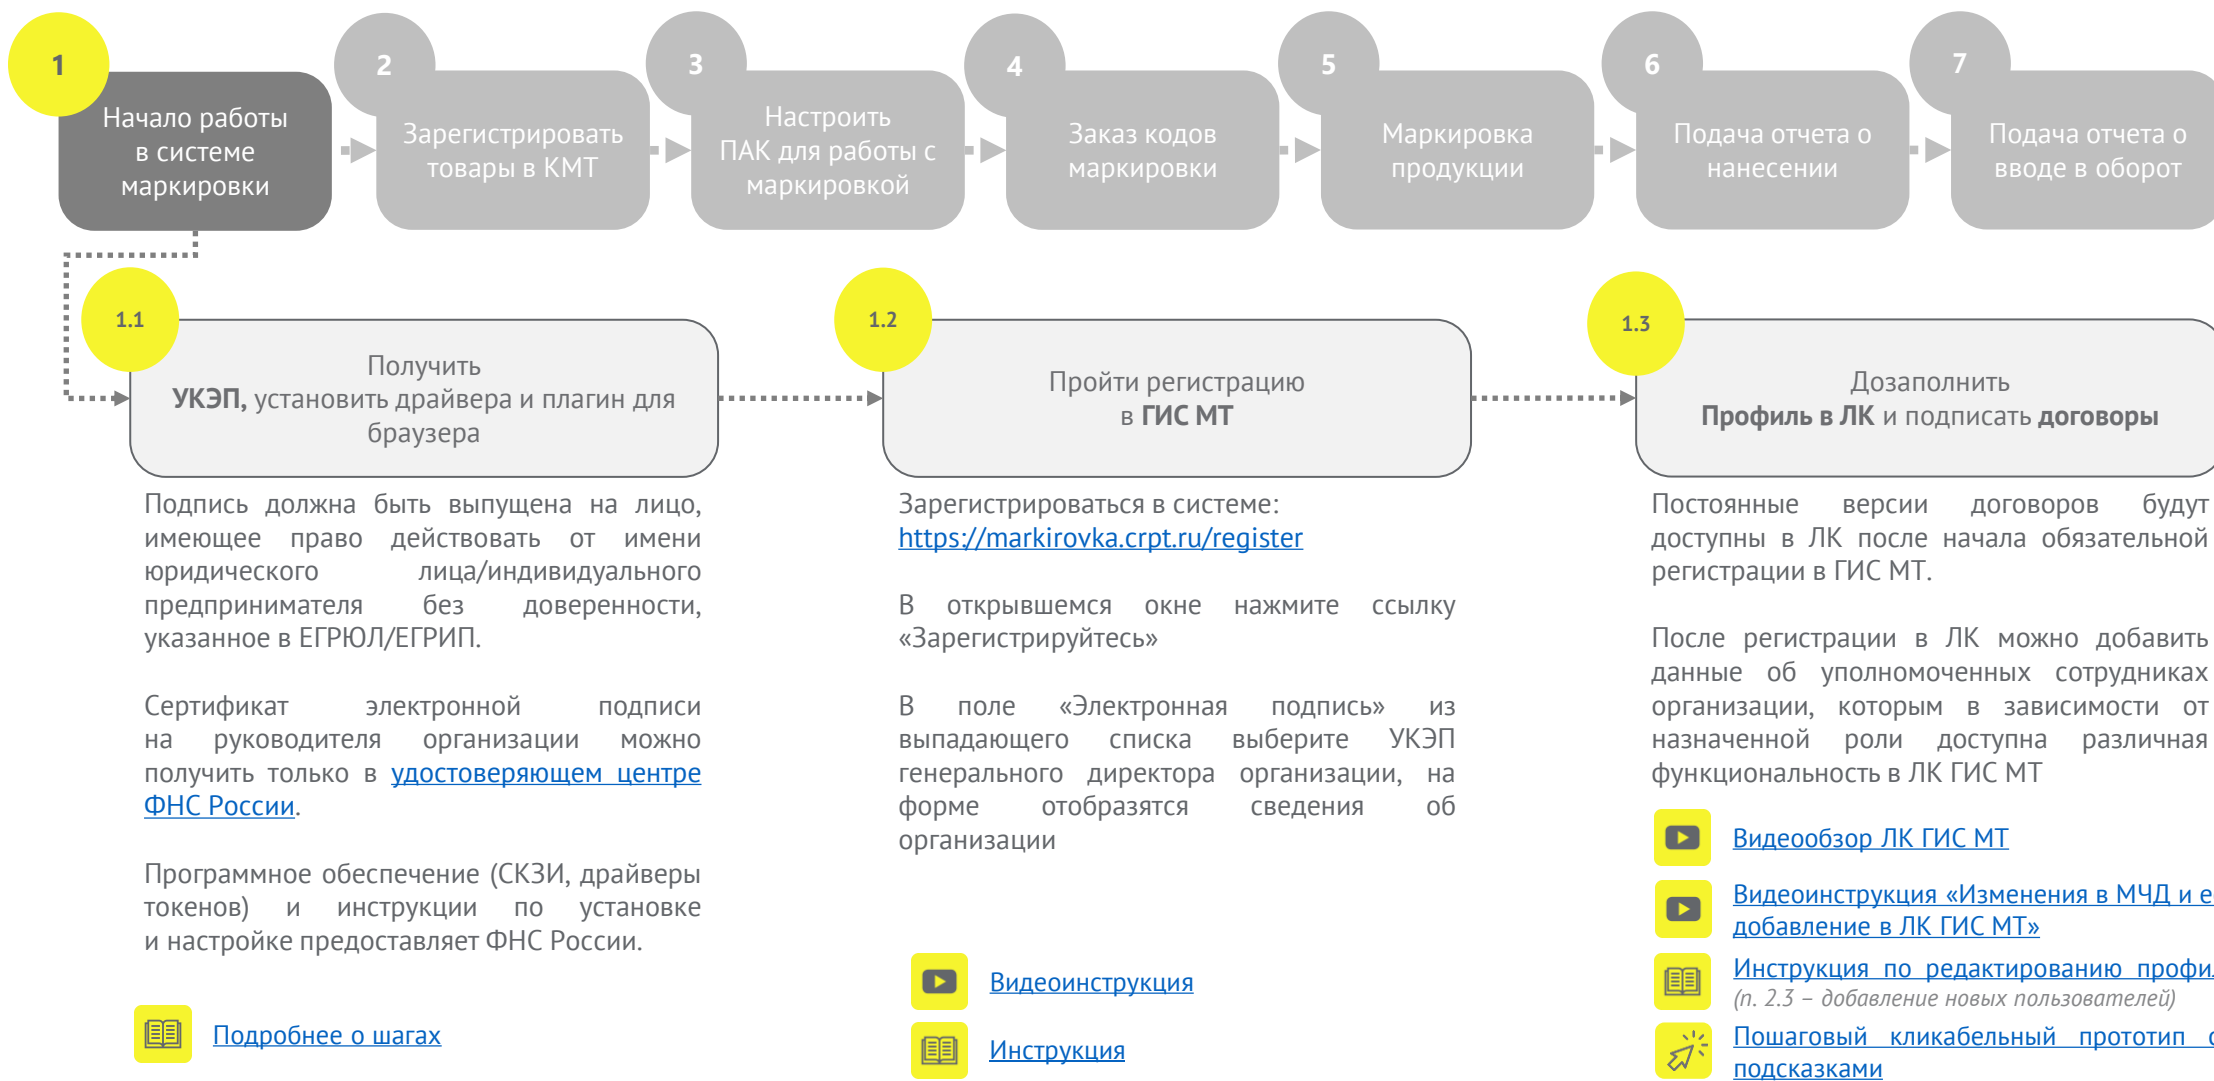 1
Начало работы
в системе
маркировки
2
Зарегистрировать
товары в КМТ
3
Настроить
ПАК для работы с
маркировкой
4
Заказ кодов
маркировки
5
Маркировка
продукции
6
Подача отчета о
нанесении
7
Подача отчета о
вводе в оборот
1.1
Получить
УКЭП, установить драйвера и плагин для
браузера
Подпись должна быть выпущена на лицо,
имеющее право действовать от имени
юридического лица/индивидуального
предпринимателя без доверенности,
указанное в ЕГРЮЛ/ЕГРИП.
Сертификат электронной подписи
на руководителя организации можно
получить только в удостоверяющем центре
ФНС России.
Программное обеспечение (СКЗИ, драйверы
токенов) и инструкции по установке
и настройке предоставляет ФНС России.
Подробнее о шагах
1.2
Пройти регистрацию
в ГИС МТ
Зарегистрироваться в системе:
https://markirovka.crpt.ru/register
В открывшемся окне нажмите ссылку
«Зарегистрируйтесь»
В поле «Электронная подпись» из
выпадающего списка выберите УКЭП
генерального директора организации, на
форме отобразятся сведения об
организации
Видеоинструкция
Инструкция
1.3
Дозаполнить
Профиль в ЛК и подписать договоры
Постоянные версии договоров будут
доступны в ЛК после начала обязательной
регистрации в ГИС МТ.
После регистрации в ЛК можно добавить
данные об уполномоченных сотрудниках
организации, которым в зависимости от
назначенной роли доступна различная
функциональность в ЛК ГИС МТ
Видеообзор ЛК ГИС МТ
Видеоинструкция «Изменения в МЧД и
добавление в ЛК ГИС МТ»
Инструкция по редактированию
(п. 2.3 – добавление новых пользователей)
Пошаговый кликабельный прототип с
подсказками